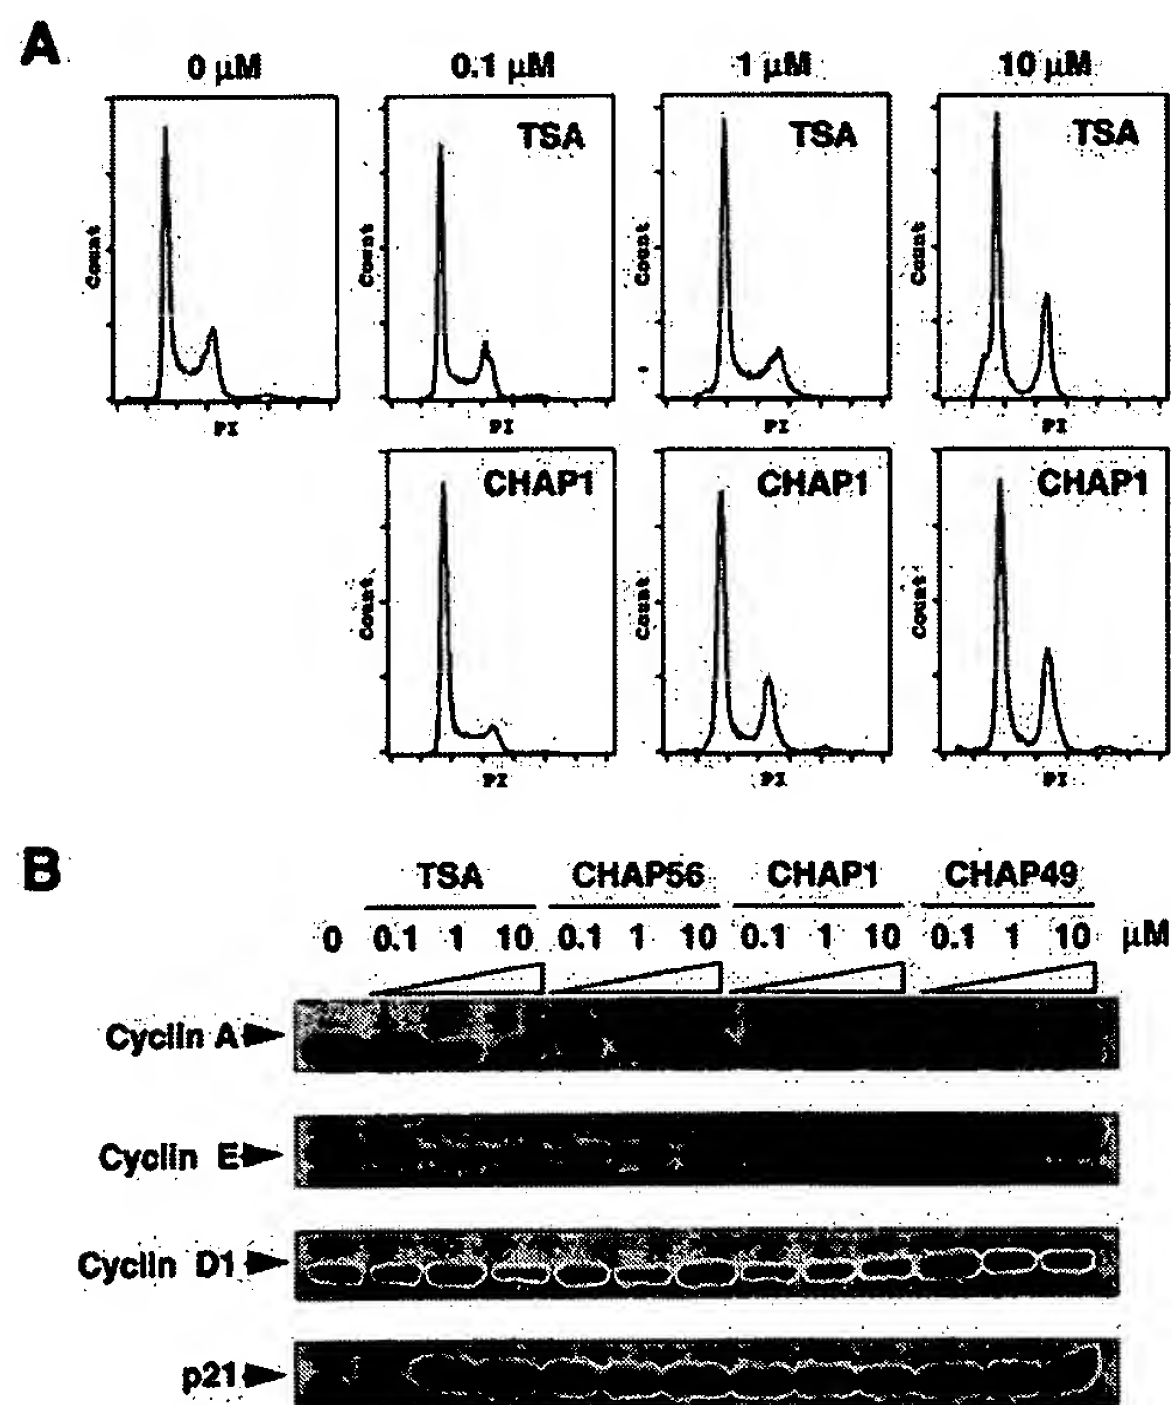 A
0 µM 0.1 µM 1 µM 10 µM
TSA TSA TSA
Count Count Count Count
PI PI PI PI
CHAP1 CHAP1 CHAP1
Count Count Count
PI PI PI
B
TSA CHAP56 CHAP1 CHAP49
0 0.1 1 10 0.1 1 10 0.1 1 10 0.1 1 10 µM
Cyclin A
Cyclin E
Cyclin D1
p21